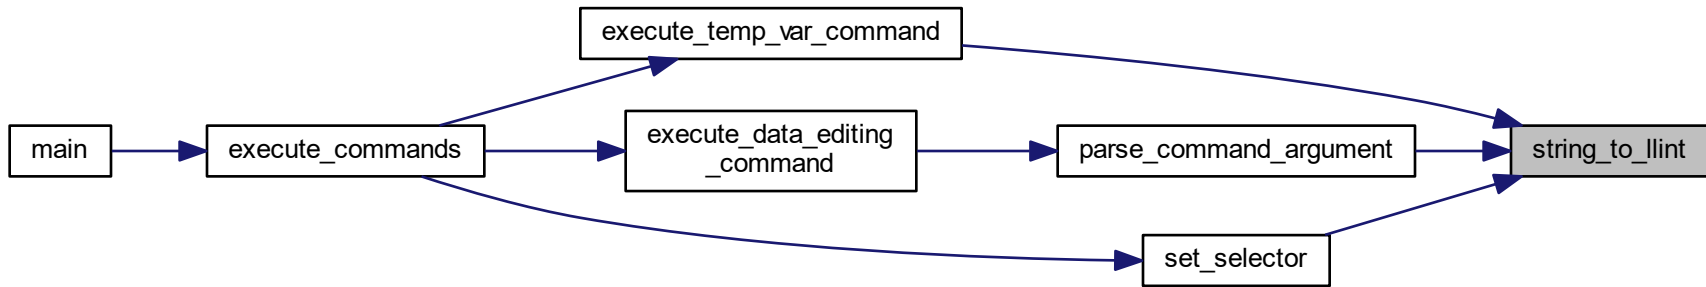 execute_temp_var_command
main
execute_commands
execute_data_editing
_command
parse_command_argument
string_to_llint
set_selector